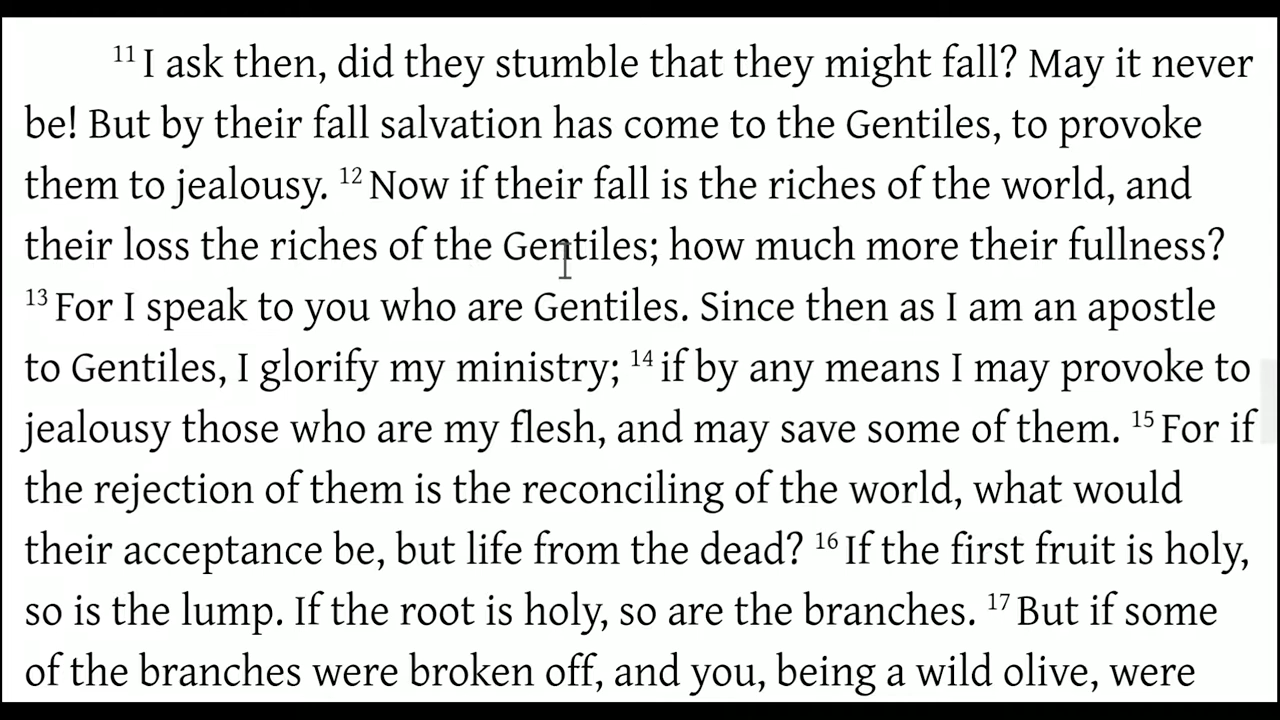 11 I ask then, did they stumble that they might fall? May it never
be! But by their fall salvation has come to the Gentiles, to provoke
them to jealousy. 12 Now if their fall is the riches of the world, and
their loss the riches of the Gentiles; how much more their fullness?
13 For I speak to you who are Gentiles. Since then as I am an apostle
to Gentiles, I glorify my ministry; 14 if by any means I may provoke to
jealousy those who are my flesh, and may save some of them. 15 For if
the rejection of them is the reconciling of the world, what would
their acceptance be, but life from the dead? 16 If the first fruit is holy,
so is the lump. If the root is holy, so are the branches. 17 But if some
of the branches were broken off, and you, being a wild olive, were